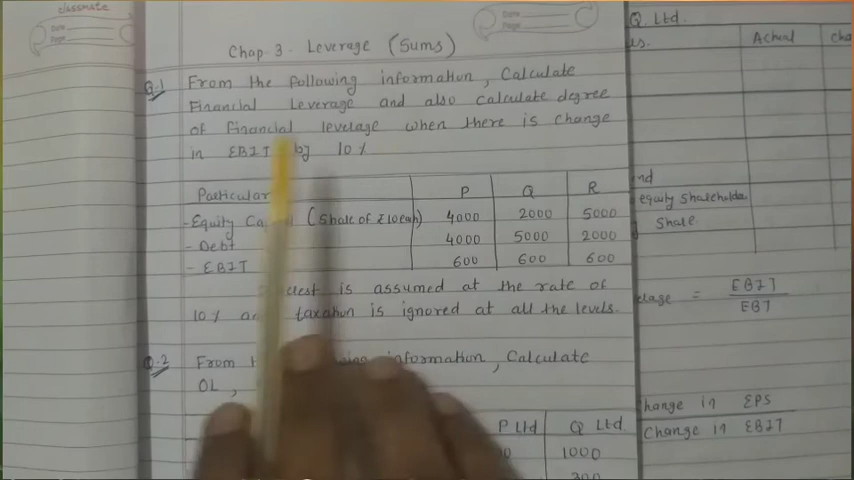 classmate
Date
Page
Date
Page
Chap 3. Leverage (Sums)
Q.1 From the following information, Calculate
Financial Leverage and also calculate degree
of financial leverage when there is change
in EBIT by 10%
Particular P Q R
- Equity (Share of ₹10 each) 4000 2000 5000
- Debt 4000 5000 2000
- EBIT 600 600 600
is assumed at the rate of
10% taxation is ignored at all the levels.
Q.2 From information, Calculate
OL,
P Ltd Q Ltd
1000
300
Q Ltd.
Actual
equity shareholde
Share
= EBIT
EBT
Change in EPS
Change in EBIT